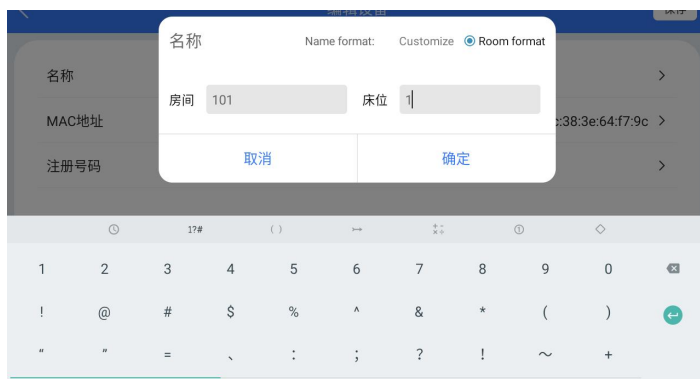 编辑设备
保存
名称 Name format: Customize Room format
名称
房间 101 床位 1
MAC地址 :38:3e:64:f7:9c
取消 确定
注册号码
1?# ( )
1 2 3 4 5 6 7 8 9 0
! @ # $ % ^ & * ( )
" " = 、 : ; ? ! ~ +